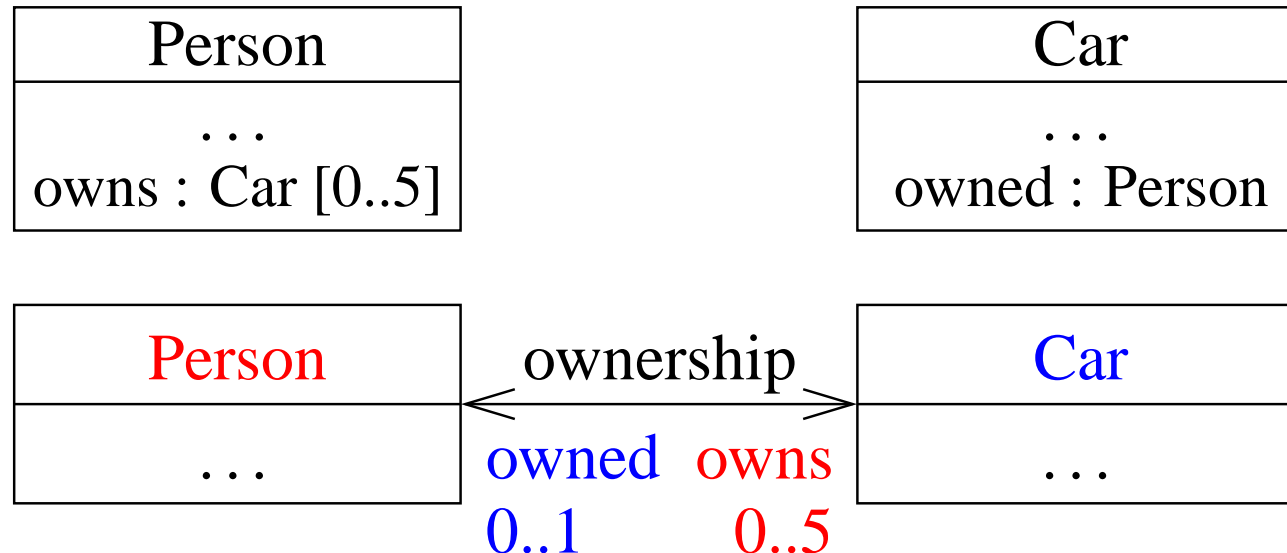 Person
...
owns : Car [0..5]
Car
...
owned : Person
Person
...
ownership
owned owns
0..1 0..5
Car
...